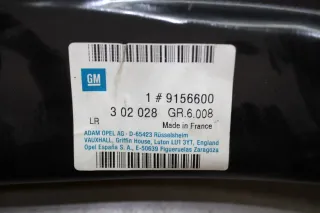 GM
1 # 9156600
3 02 028 GR.6.008
LR Made in France
ADAM OPEL AG - D-65423 Rüsselsheim
VAUXHALL, Griffin House, Luton LU1 3YT, England
Opel España S. A., E-50639 Figueruelas Zaragoza